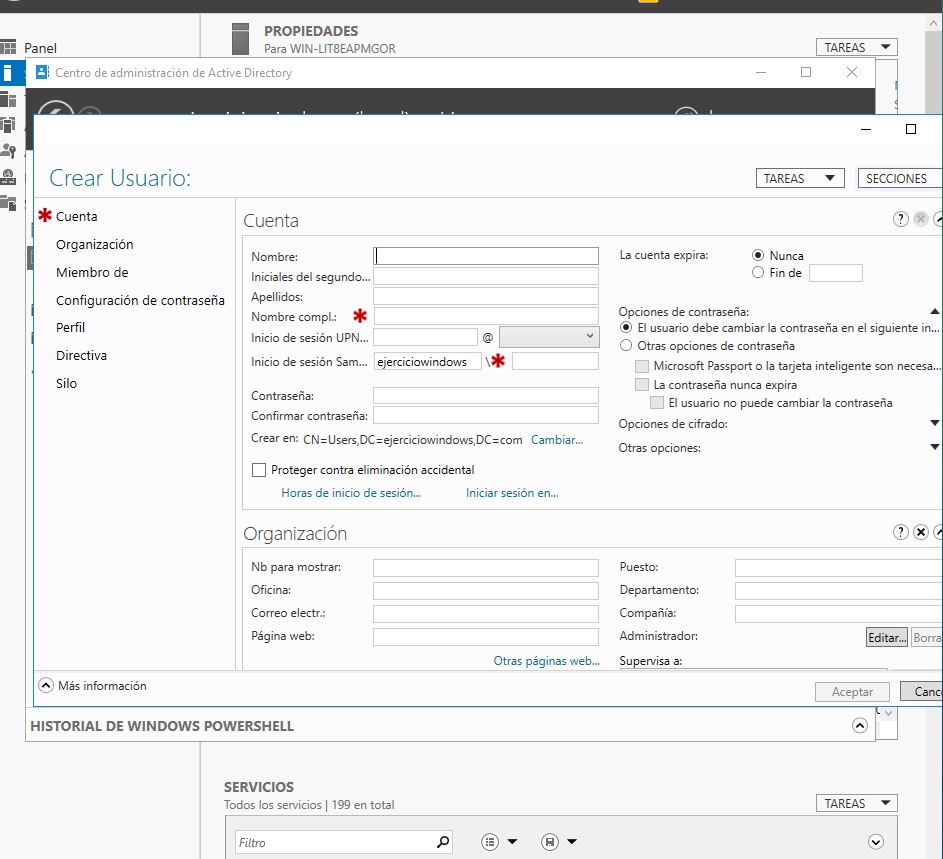 PROPIEDADES
Para WIN-LIT8EAPMGOR
Panel
TAREAS
Centro de administración de Active Directory
Crear Usuario:
TAREAS
SECCIONES
Cuenta
Organización
Miembro de
Configuración de contraseña
Perfil
Directiva
Silo
Cuenta
Nombre:
Iniciales del segundo...
Apellidos:
Nombre compl.:
Inicio de sesión UPN... @
Inicio de sesión Sam... ejerciciowindows \
Contraseña:
Confirmar contraseña:
Crear en: CN=Users,DC=ejerciciowindows,DC=com Cambiar...
Proteger contra eliminación accidental
Horas de inicio de sesión... Iniciar sesión en...
La cuenta expira: Nunca
Fin de
Opciones de contraseña:
El usuario debe cambiar la contraseña en el siguiente in...
Otras opciones de contraseña
Microsoft Passport o la tarjeta inteligente son necesa...
La contraseña nunca expira
El usuario no puede cambiar la contraseña
Opciones de cifrado:
Otras opciones:
Organización
Nb para mostrar:
Oficina:
Correo electr.:
Página web:
Otras páginas web...
Puesto:
Departamento:
Compañía:
Administrador: Editar... Borra
Supervisa a:
Más información
Aceptar Canc
HISTORIAL DE WINDOWS POWERSHELL
SERVICIOS
Todos los servicios | 199 en total
TAREAS
Filtro